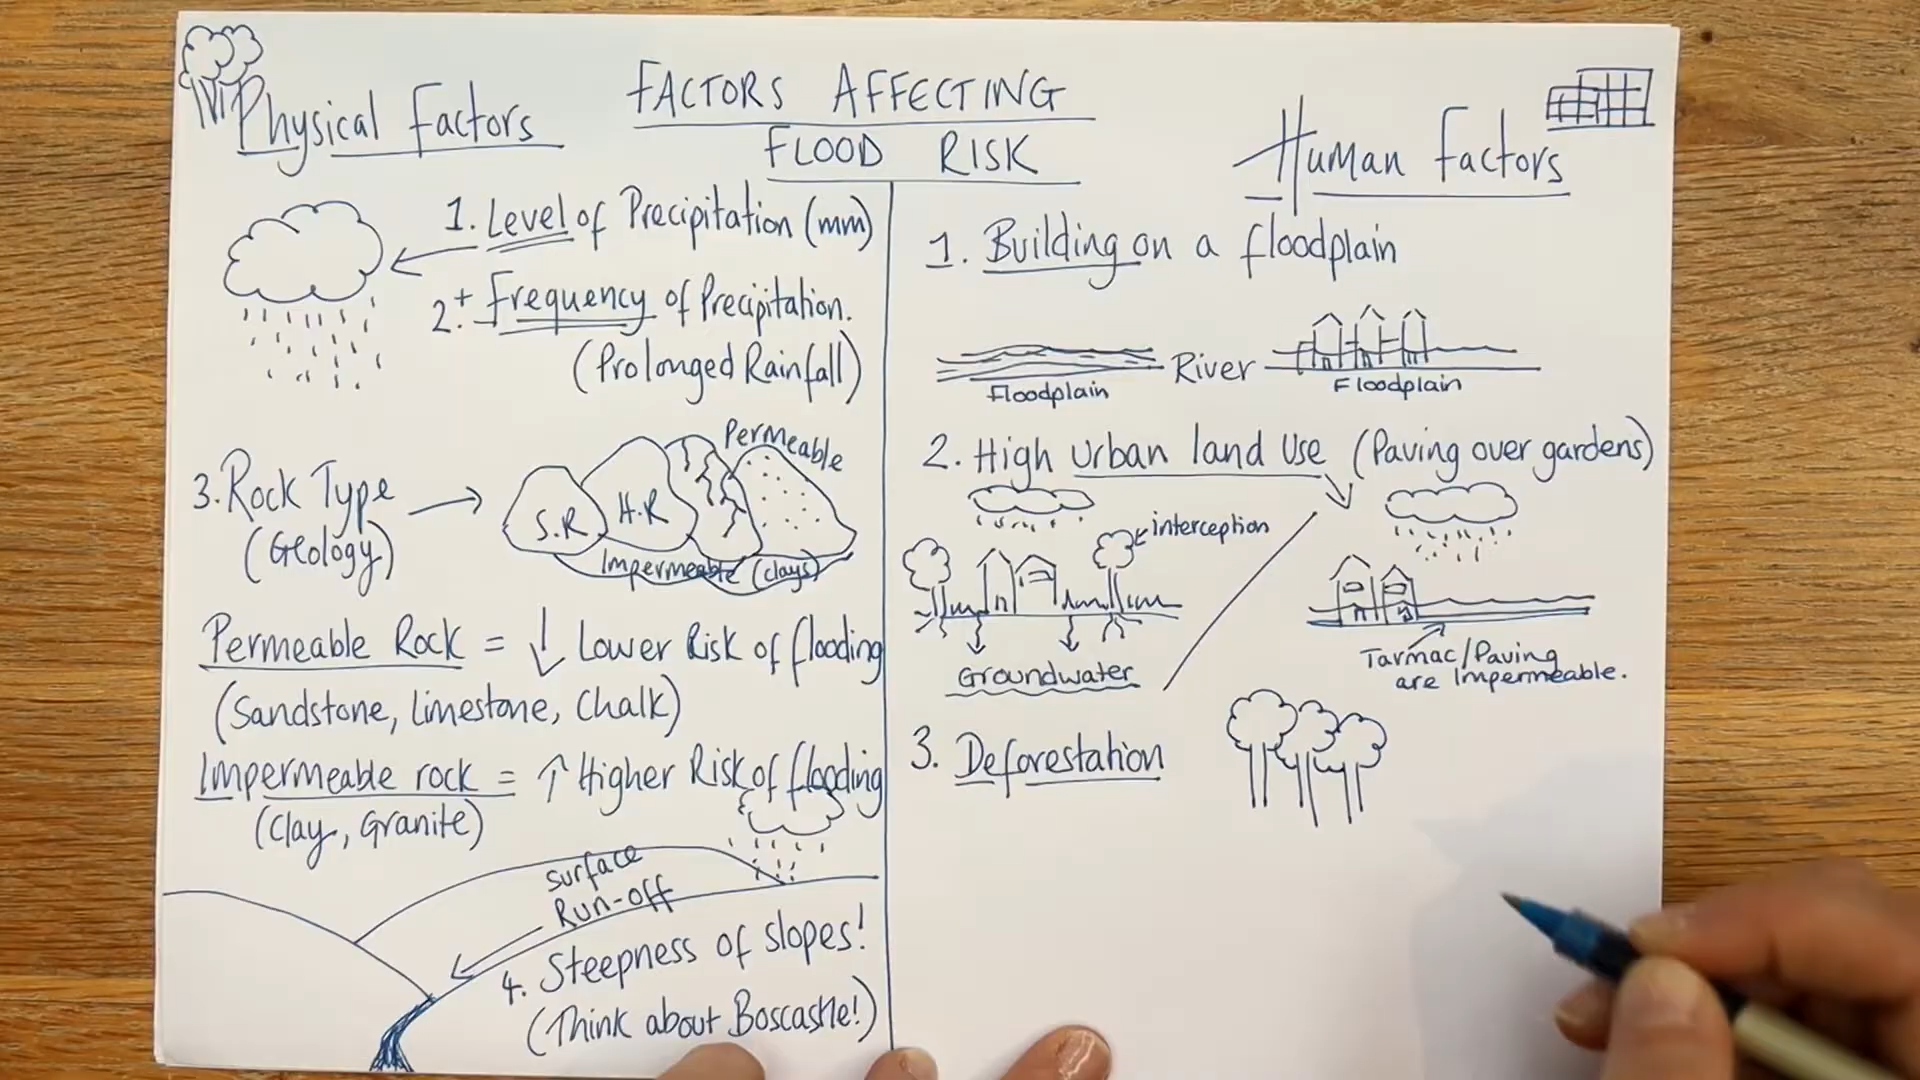 FACTORS AFFECTING
FLOOD RISK
Physical Factors
1. Level of Precipitation (mm)
2. + Frequency of Precipitation.
(Prolonged Rainfall)
3. Rock Type
(Geology)
S.R
H.R
Permeable
Impermeable (clays)
Permeable Rock = ↓ Lower Risk of flooding
(Sandstone, Limestone, Chalk)
Impermeable rock = ↑ Higher Risk of flooding
(Clay, Granite)
Surface
Run-off
4. Steepness of slopes!
(Think about Boscastle!)
Human Factors
1. Building on a floodplain
Floodplain
River
Floodplain
2. High Urban land Use (Paving over gardens)
interception
Groundwater
Tarmac/Paving
are Impermeable.
3. Deforestation